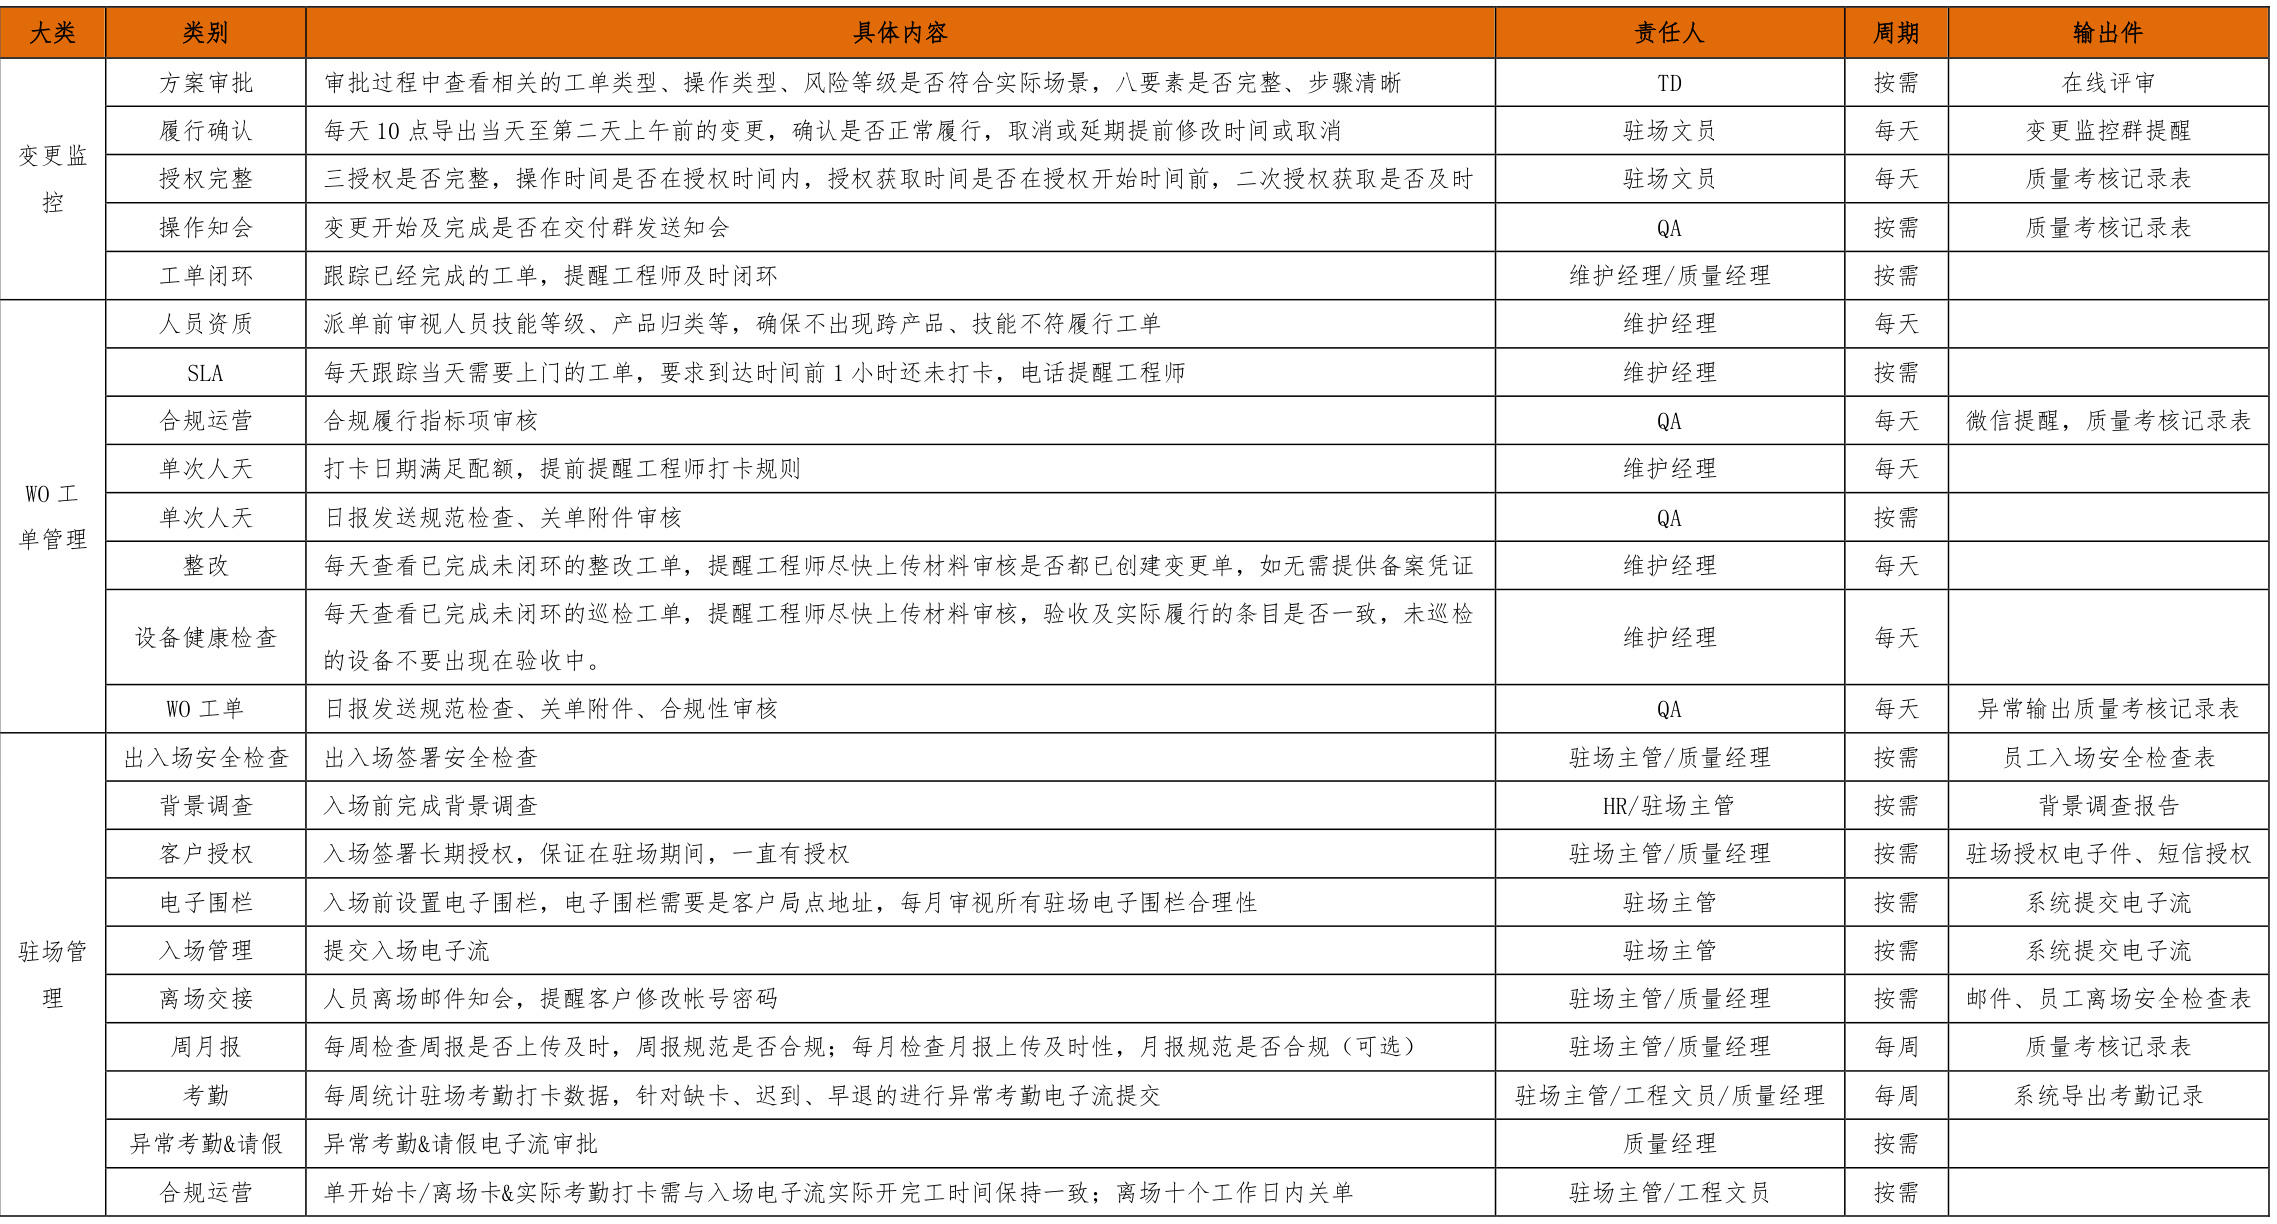 大类 类别 具体内容 责任人 周期 输出件
变更监控
方案审批 审批过程中查看相关的工单类型、操作类型、风险等级是否符合实际场景，八要素是否完整、步骤清晰 TD 按需 在线评审
履行确认 每天 10 点导出当天至第二天上午前的变更，确认是否正常履行，取消或延期提前修改时间或取消 驻场文员 每天 变更监控群提醒
授权完整 三授权是否完整，操作时间是否在授权时间内，授权获取时间是否在授权开始时间前，二次授权获取是否及时 驻场文员 每天 质量考核记录表
操作知会 变更开始及完成是否在交付群发送知会 QA 按需 质量考核记录表
工单闭环 跟踪已经完成的工单，提醒工程师及时闭环 维护经理/质量经理 按需
WO 工单管理
人员资质 派单前审视人员技能等级、产品归类等，确保不出现跨产品、技能不符履行工单 维护经理 每天
SLA 每天跟踪当天需要上门的工单，要求到达时间前 1 小时还未打卡，电话提醒工程师 维护经理 按需
合规运营 合规履行指标项审核 QA 每天 微信提醒，质量考核记录表
单次人天 打卡日期满足配额，提前提醒工程师打卡规则 维护经理 每天
单次人天 日报发送规范检查、关单附件审核 QA 按需
整改 每天查看已完成未闭环的整改工单，提醒工程师尽快上传材料审核是否都已创建变更单，如无需提供备案凭证 维护经理 每天
设备健康检查 每天查看已完成未闭环的巡检工单，提醒工程师尽快上传材料审核，验收及实际履行的条目是否一致，未巡检
的设备不要出现在验收中。 维护经理 每天
WO 工单 日报发送规范检查、关单附件、合规性审核 QA 每天 异常输出质量考核记录表
驻场管理
出入场安全检查 出入场签署安全检查 驻场主管/质量经理 按需 员工入场安全检查表
背景调查 入场前完成背景调查 HR/驻场主管 按需 背景调查报告
客户授权 入场签署长期授权，保证在驻场期间，一直有授权 驻场主管/质量经理 按需 驻场授权电子件、短信授权
电子围栏 入场前设置电子围栏，电子围栏需要是客户局点地址，每月审视所有驻场电子围栏合理性 驻场主管 按需 系统提交电子流
入场管理 提交入场电子流 驻场主管 按需 系统提交电子流
离场交接 人员离场邮件知会，提醒客户修改帐号密码 驻场主管/质量经理 按需 邮件、员工离场安全检查表
周月报 每周检查周报是否上传及时，周报规范是否合规；每月检查月报上传及时性，月报规范是否合规（可选） 驻场主管/质量经理 每周 质量考核记录表
考勤 每周统计驻场考勤打卡数据，针对缺卡、迟到、早退的进行异常考勤电子流提交 驻场主管/工程文员/质量经理 每周 系统导出考勤记录
异常考勤&请假 异常考勤&请假电子流审批 质量经理 按需
合规运营 单开始卡/离场卡&实际考勤打卡需与入场电子流实际开完工时间保持一致；离场十个工作日内关单 驻场主管/工程文员 按需